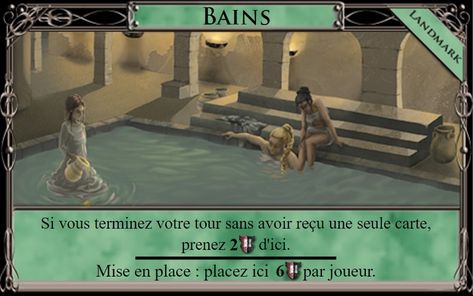 BAINS
LANDMARK
Si vous terminez votre tour sans avoir reçu une seule carte,
prenez 2 d'ici.
Mise en place : placez ici 6 par joueur.